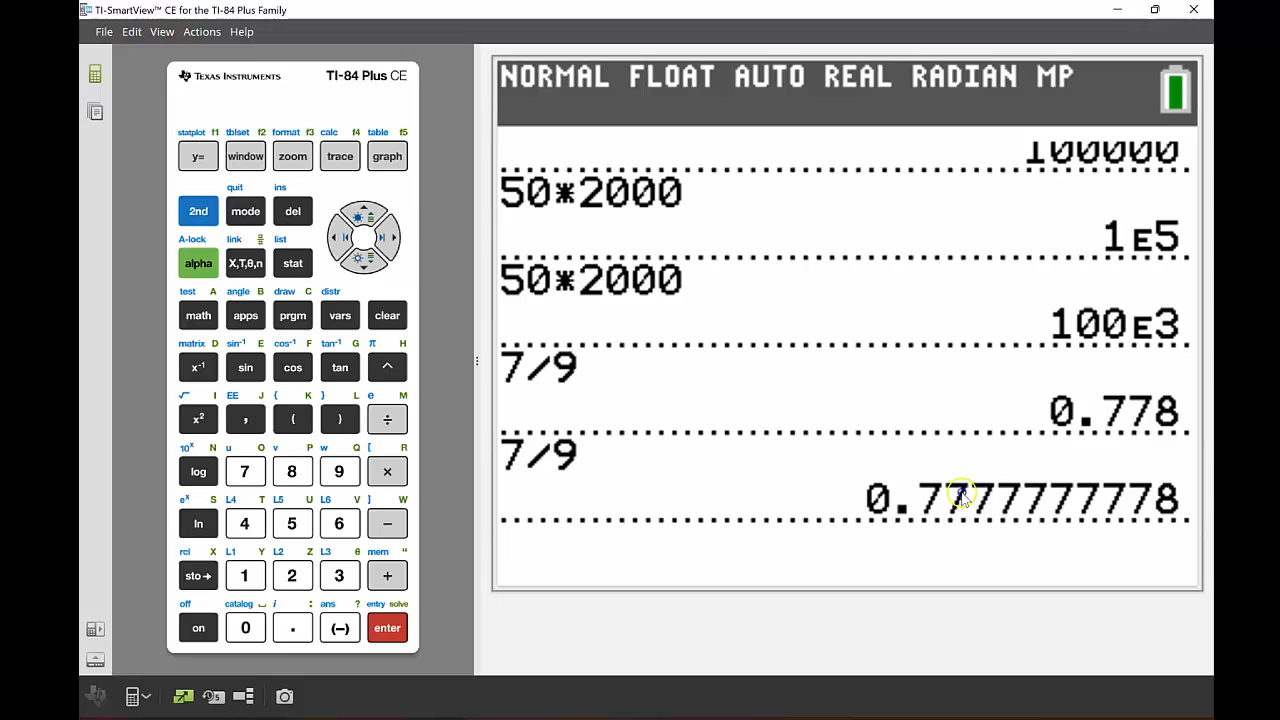 TI-SmartView™ CE for the TI-84 Plus Family
File Edit View Actions Help
TEXAS INSTRUMENTS TI-84 Plus CE
statplot f1 tblset f2 format f3 calc f4 table f5
y= window zoom trace graph
quit ins
2nd mode del
A-lock link list
alpha X,T,θ,n stat
test A angle B draw C distr
math apps prgm vars clear
matrix D sin⁻¹ E cos⁻¹ F tan⁻¹ G π H
x⁻¹ sin cos tan ^
√ I EE J { K } L e M
x² , ( ) ÷
10ˣ N u O v P w Q [ R
log 7 8 9 ×
eˣ S L4 T L5 U L6 V ] W
ln 4 5 6 −
rcl X L1 Y L2 Z L3 θ mem "
sto→ 1 2 3 +
off catalog ⎵ i : ans ? entry solve
on 0 . (−) enter
NORMAL FLOAT AUTO REAL RADIAN MP
100000
50*2000
1ᴇ5
50*2000
100ᴇ3
7/9
0.778
7/9
0.7777777778